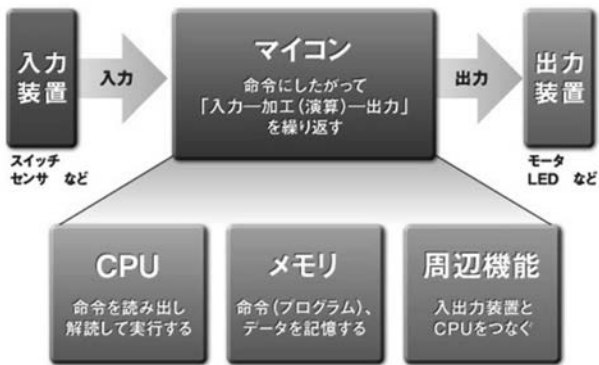 入力
装置
入力
マイコン
命令にしたがって
「入力―加工(演算)―出力」
を繰り返す
出力
出力
装置
スイッチ
センサ など
モータ
LED など
CPU
命令を読み出し
解読して実行する
メモリ
命令(プログラム)、
データを記憶する
周辺機能
入出力装置と
CPUをつなぐ